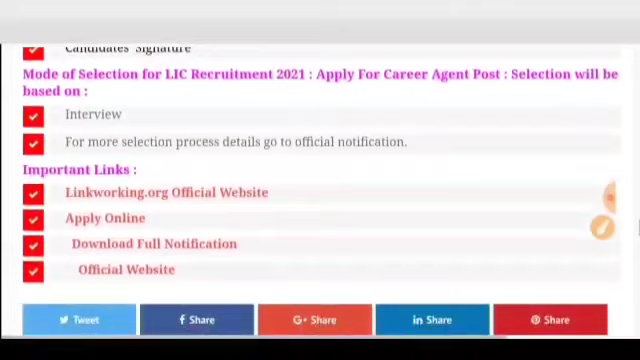 Candidates' Signature
Mode of Selection for LIC Recruitment 2021 : Apply For Career Agent Post : Selection will be
based on :
Interview
For more selection process details go to official notification.
Important Links :
Linkworking.org Official Website
Apply Online
Download Full Notification
Official Website
Tweet
f Share
G+ Share
in Share
Share